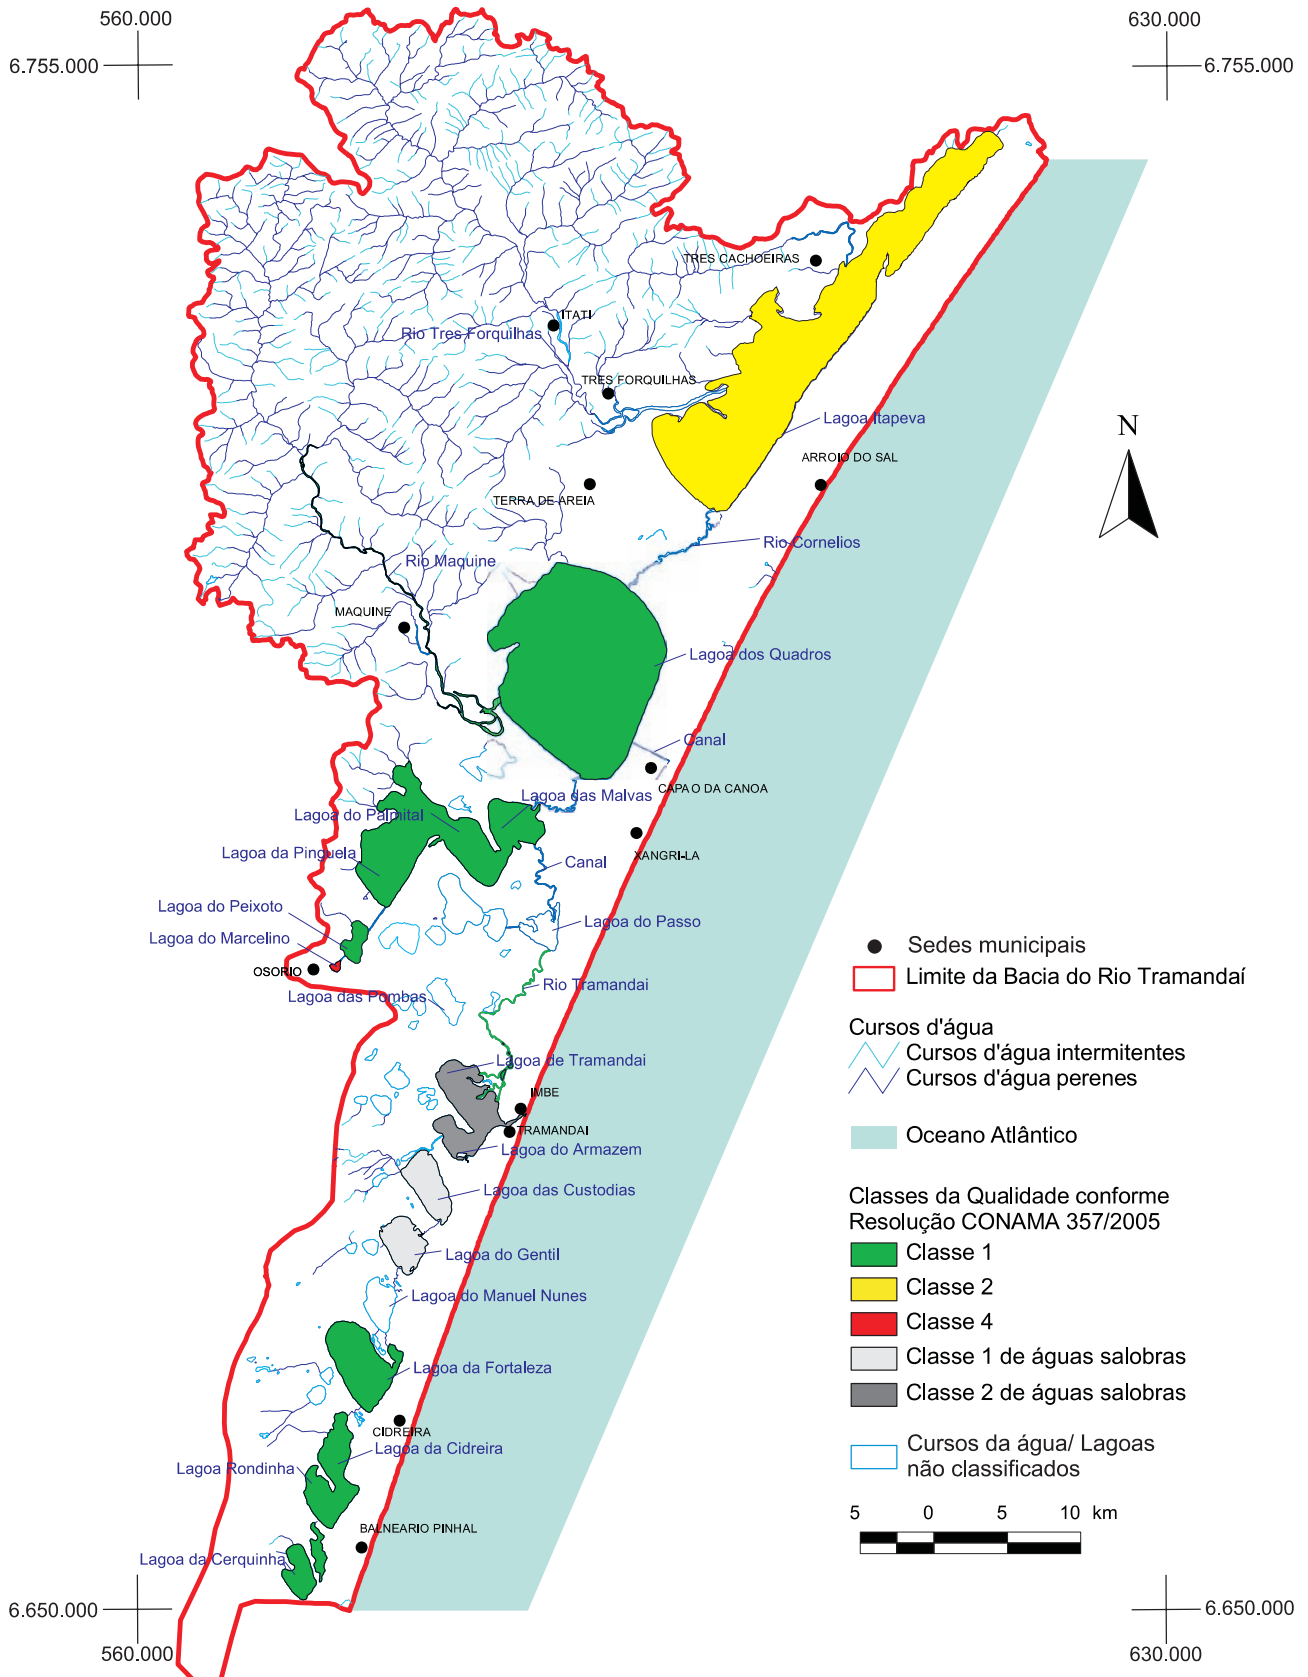 560.000
630.000
6.755.000
6.755.000
TRES CACHOEIRAS
ITATI
Rio Tres Forquilhas
TRES FORQUILHAS
Lagoa Itapeva
N
ARROIO DO SAL
TERRA DE AREIA
Rio Cornelios
Rio Maquine
MAQUINE
Lagoa dos Quadros
Canal
CAPAO DA CANOA
Lagoa das Malvas
Lagoa do Palmital
XANGRI-LA
Lagoa da Pinguela
Canal
Lagoa do Peixoto
Lagoa do Passo
Lagoa do Marcelino
OSORIO
Rio Tramandai
Lagoa das Pombas
Lagoa de Tramandai
IMBE
TRAMANDAI
Lagoa do Armazem
Lagoa das Custodias
Lagoa do Gentil
Lagoa do Manuel Nunes
Lagoa da Fortaleza
CIDREIRA
Lagoa da Cidreira
Lagoa Rondinha
BALNEARIO PINHAL
Lagoa da Cerquinha
Sedes municipais
Limite da Bacia do Rio Tramandaí
Cursos d'água
Cursos d'água intermitentes
Cursos d'água perenes
Oceano Atlântico
Classes da Qualidade conforme
Resolução CONAMA 357/2005
Classe 1
Classe 2
Classe 4
Classe 1 de águas salobras
Classe 2 de águas salobras
Cursos da água/ Lagoas
não classificados
5 0 5 10 km
6.650.000
6.650.000
560.000
630.000